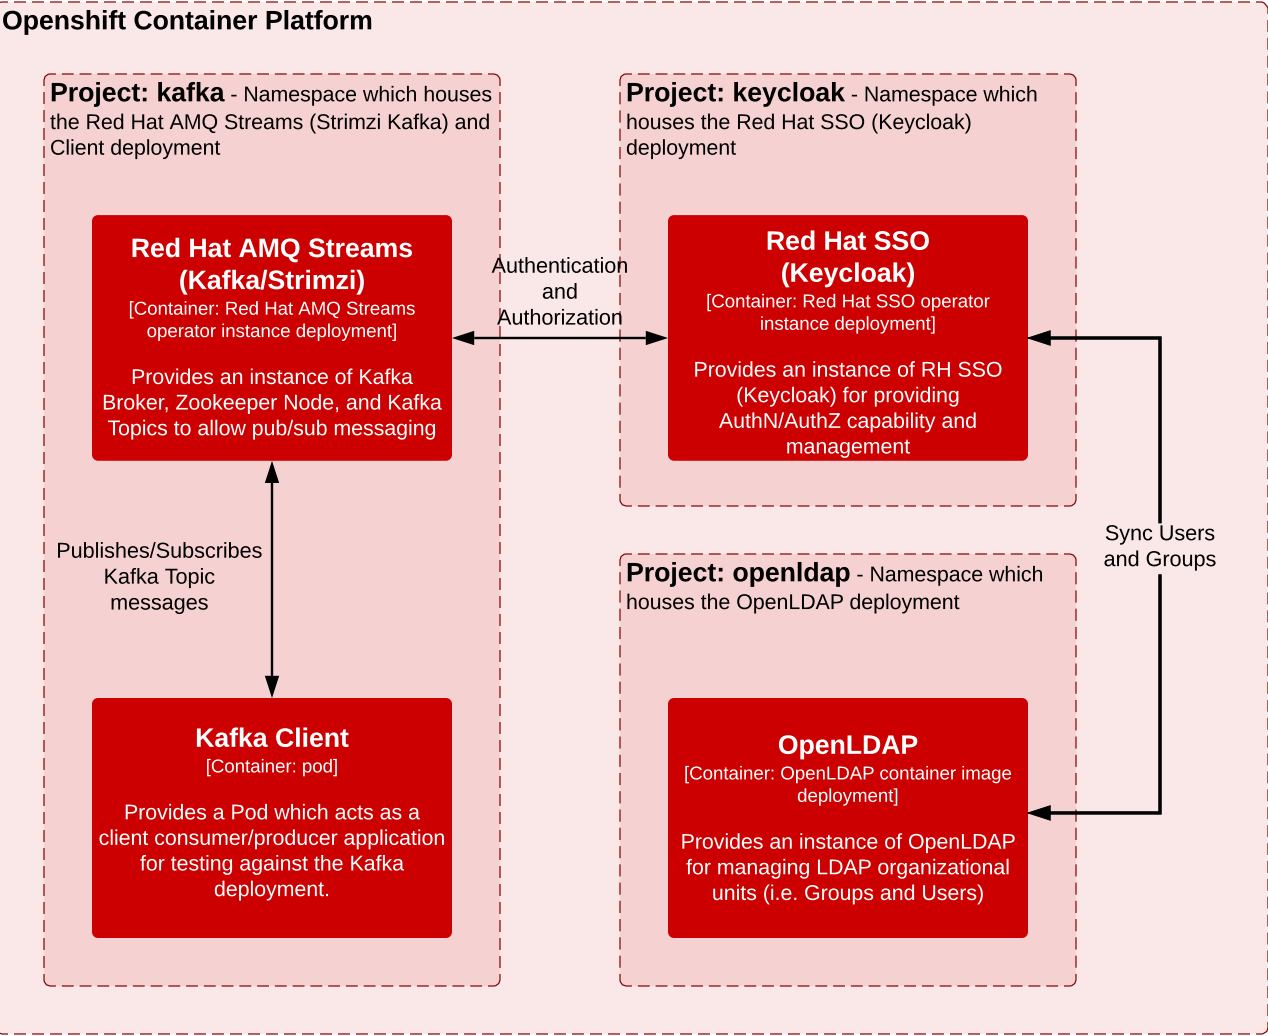 Openshift Container Platform
Project: kafka - Namespace which houses
the Red Hat AMQ Streams (Strimzi Kafka) and
Client deployment
Red Hat AMQ Streams
(Kafka/Strimzi)
[Container: Red Hat AMQ Streams
operator instance deployment]
Provides an instance of Kafka
Broker, Zookeeper Node, and Kafka
Topics to allow pub/sub messaging
Publishes/Subscribes
Kafka Topic
messages
Kafka Client
[Container: pod]
Provides a Pod which acts as a
client consumer/producer application
for testing against the Kafka
deployment.
Authentication
and
Authorization
Project: keycloak - Namespace which
houses the Red Hat SSO (Keycloak)
deployment
Red Hat SSO
(Keycloak)
[Container: Red Hat SSO operator
instance deployment]
Provides an instance of RH SSO
(Keycloak) for providing
AuthN/AuthZ capability and
management
Sync Users
and Groups
Project: openldap - Namespace which
houses the OpenLDAP deployment
OpenLDAP
[Container: OpenLDAP container image
deployment]
Provides an instance of OpenLDAP
for managing LDAP organizational
units (i.e. Groups and Users)